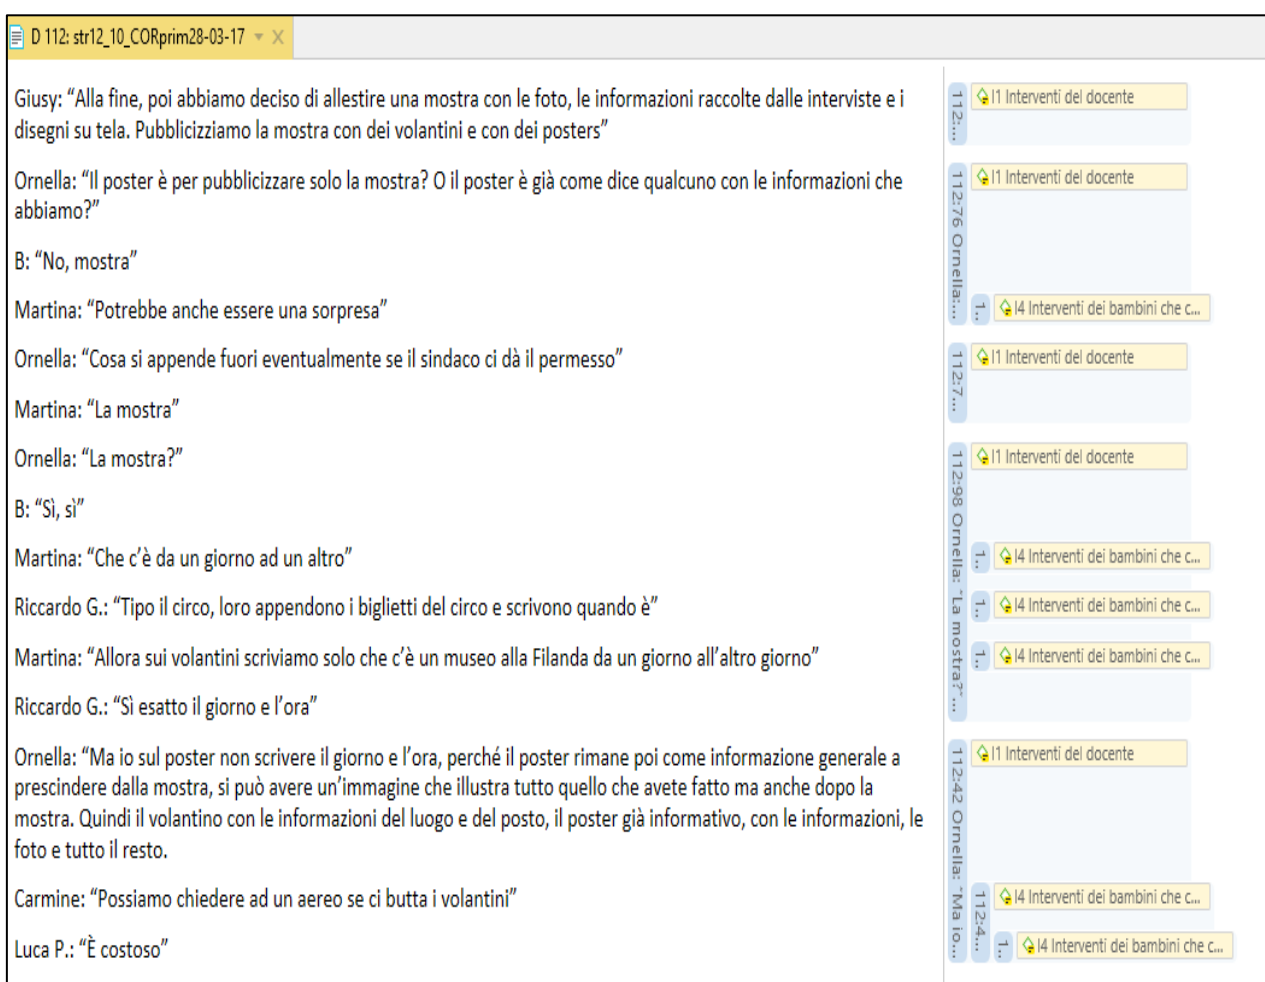 D 112: str12_10_CORprim28-03-17
Giusy: “Alla fine, poi abbiamo deciso di allestire una mostra con le foto, le informazioni raccolte dalle interviste e i
disegni su tela. Pubblicizziamo la mostra con dei volantini e con dei posters”
112:...
I1 Interventi del docente
Ornella: “Il poster è per pubblicizzare solo la mostra? O il poster è già come dice qualcuno con le informazioni che
abbiamo?”
112:76 Ornella:...
I1 Interventi del docente
B: “No, mostra”
Martina: “Potrebbe anche essere una sorpresa”
1..
I4 Interventi dei bambini che c...
Ornella: “Cosa si appende fuori eventualmente se il sindaco ci dà il permesso”
112:7...
I1 Interventi del docente
Martina: “La mostra”
Ornella: “La mostra?”
112:98 Ornella: “La mostra?”...
I1 Interventi del docente
B: “Sì, sì”
Martina: “Che c’è da un giorno ad un altro”
1..
I4 Interventi dei bambini che c...
Riccardo G.: “Tipo il circo, loro appendono i biglietti del circo e scrivono quando è”
1..
I4 Interventi dei bambini che c...
Martina: “Allora sui volantini scriviamo solo che c’è un museo alla Filanda da un giorno all’altro giorno”
1..
I4 Interventi dei bambini che c...
Riccardo G.: “Sì esatto il giorno e l’ora”
Ornella: “Ma io sul poster non scrivere il giorno e l’ora, perché il poster rimane poi come informazione generale a
prescindere dalla mostra, si può avere un’immagine che illustra tutto quello che avete fatto ma anche dopo la
mostra. Quindi il volantino con le informazioni del luogo e del posto, il poster già informativo, con le informazioni, le
foto e tutto il resto.
112:42 Ornella: “Ma io...
I1 Interventi del docente
Carmine: “Possiamo chiedere ad un aereo se ci butta i volantini”
112:4...
I4 Interventi dei bambini che c...
Luca P.: “È costoso”
1..
I4 Interventi dei bambini che c...